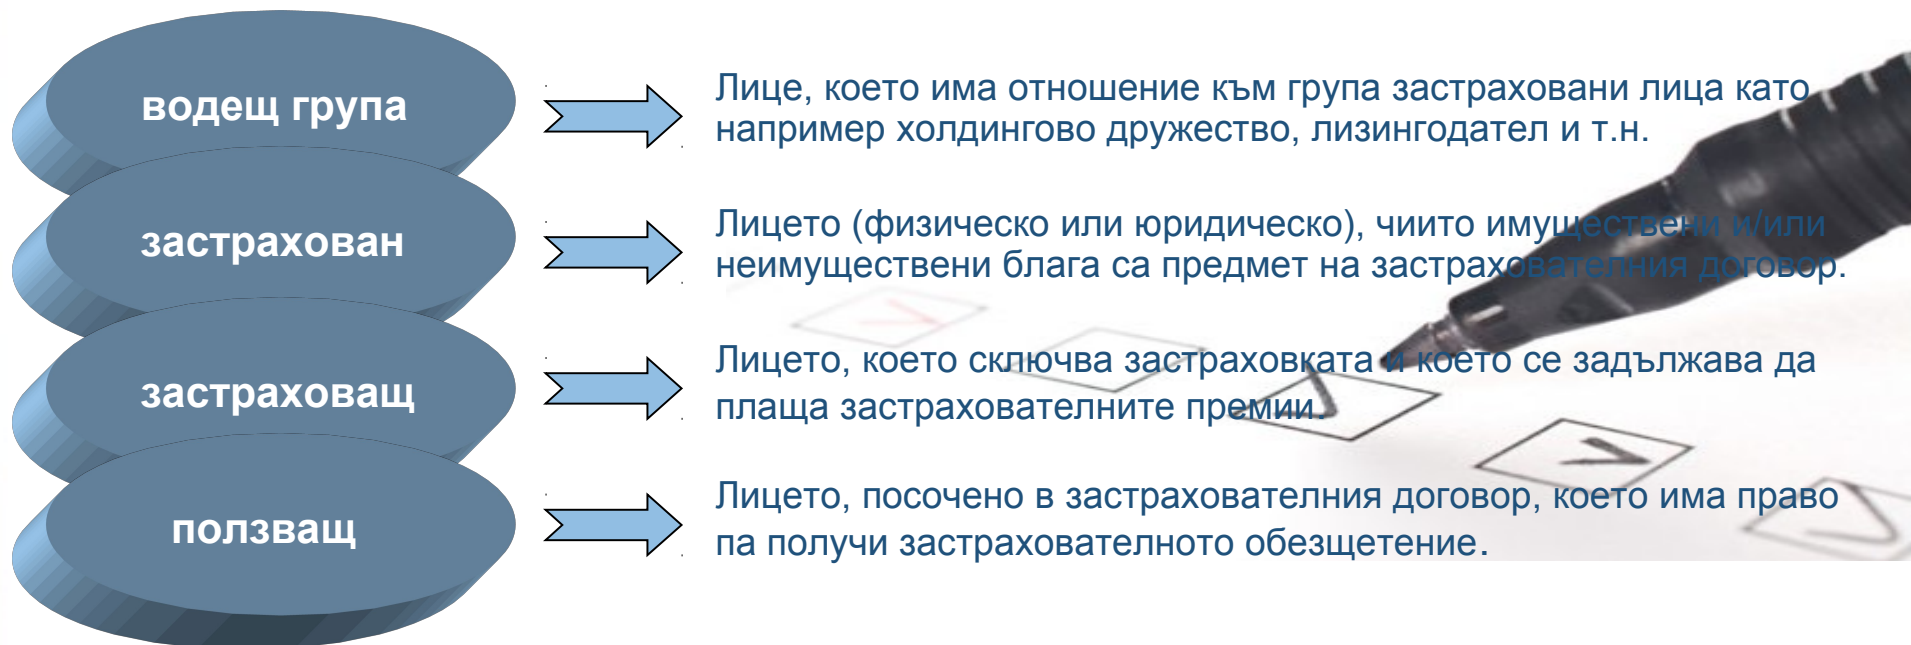 водещ група
Лице, което има отношение към група застраховани лица като
например холдингово дружество, лизингодател и т.н.
застрахован
Лицето (физическо или юридическо), чиито имуществени и/или
неимуществени блага са предмет на застрахователния договор.
застраховащ
Лицето, което сключва застраховката и което се задължава да
плаща застрахователните премии.
ползващ
Лицето, посочено в застрахователния договор, което има право
па получи застрахователното обезщетение.